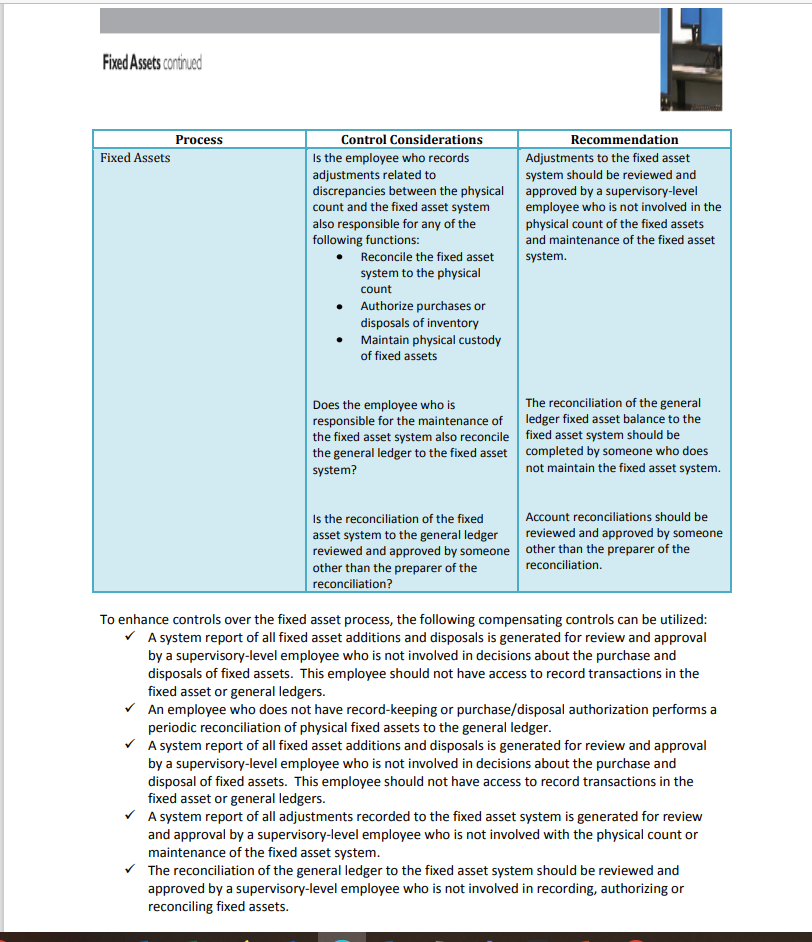 Fixed Assets continued
Process
Control Considerations
Recommendation
Fixed Assets
Is the employee who records
adjustments related to
discrepancies between the physical
count and the fixed asset system
also responsible for any of the
following functions:
• Reconcile the fixed asset
system to the physical
count
• Authorize purchases or
disposals of inventory
• Maintain physical custody
of fixed assets
Adjustments to the fixed asset
system should be reviewed and
approved by a supervisory-level
employee who is not involved in the
physical count of the fixed assets
and maintenance of the fixed asset
system.
Does the employee who is
responsible for the maintenance of
the fixed asset system also reconcile
the general ledger to the fixed asset
system?
The reconciliation of the general
ledger fixed asset balance to the
fixed asset system should be
completed by someone who does
not maintain the fixed asset system.
Is the reconciliation of the fixed
asset system to the general ledger
reviewed and approved by someone
other than the preparer of the
reconciliation?
Account reconciliations should be
reviewed and approved by someone
other than the preparer of the
reconciliation.
To enhance controls over the fixed asset process, the following compensating controls can be utilized:
✓ A system report of all fixed asset additions and disposals is generated for review and approval
by a supervisory-level employee who is not involved in decisions about the purchase and
disposals of fixed assets. This employee should not have access to record transactions in the
fixed asset or general ledgers.
✓ An employee who does not have record-keeping or purchase/disposal authorization performs a
periodic reconciliation of physical fixed assets to the general ledger.
✓ A system report of all fixed asset additions and disposals is generated for review and approval
by a supervisory-level employee who is not involved in decisions about the purchase and
disposal of fixed assets. This employee should not have access to record transactions in the
fixed asset or general ledgers.
✓ A system report of all adjustments recorded to the fixed asset system is generated for review
and approval by a supervisory-level employee who is not involved with the physical count or
maintenance of the fixed asset system.
✓ The reconciliation of the general ledger to the fixed asset system should be reviewed and
approved by a supervisory-level employee who is not involved in recording, authorizing or
reconciling fixed assets.